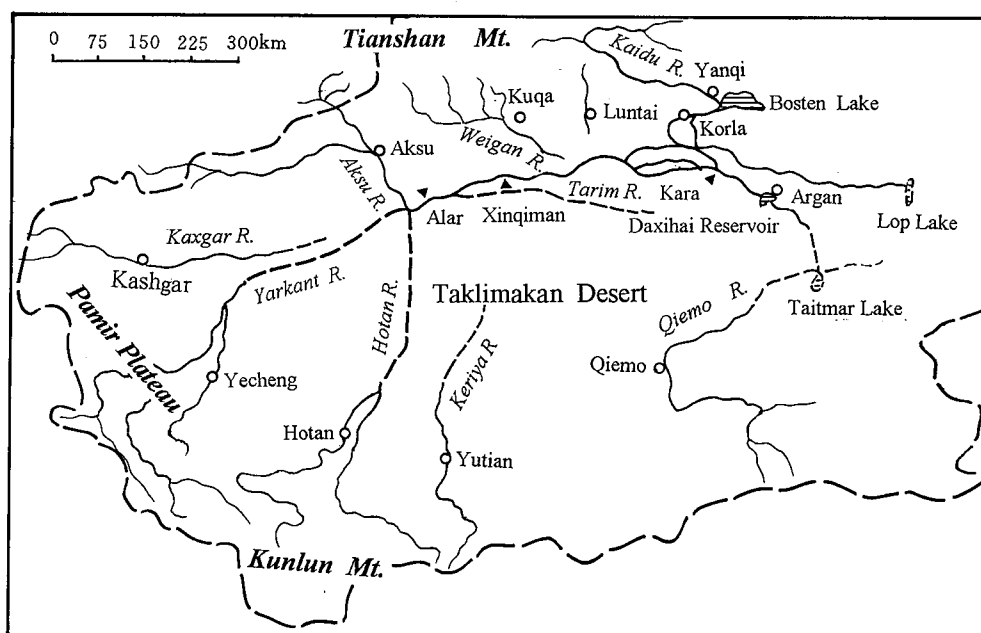 0 75 150 225 300km
Tianshan Mt.
Kaidu R.
Yanqi
Bosten Lake
Kuqa
Luntai
Korla
Weigan R.
Aksu
Aksu R.
Alar
Xinqiman
Tarim R.
Kara
Argan
Daxihai Reservoir
Lop Lake
Kaxgar R.
Kashgar
Yarkant R.
Hotan R.
Taklimakan Desert
Qiemo R.
Taitmar Lake
Pamir Plateau
Yecheng
Keriya R
Qiemo
Hotan
Yutian
Kunlun Mt.